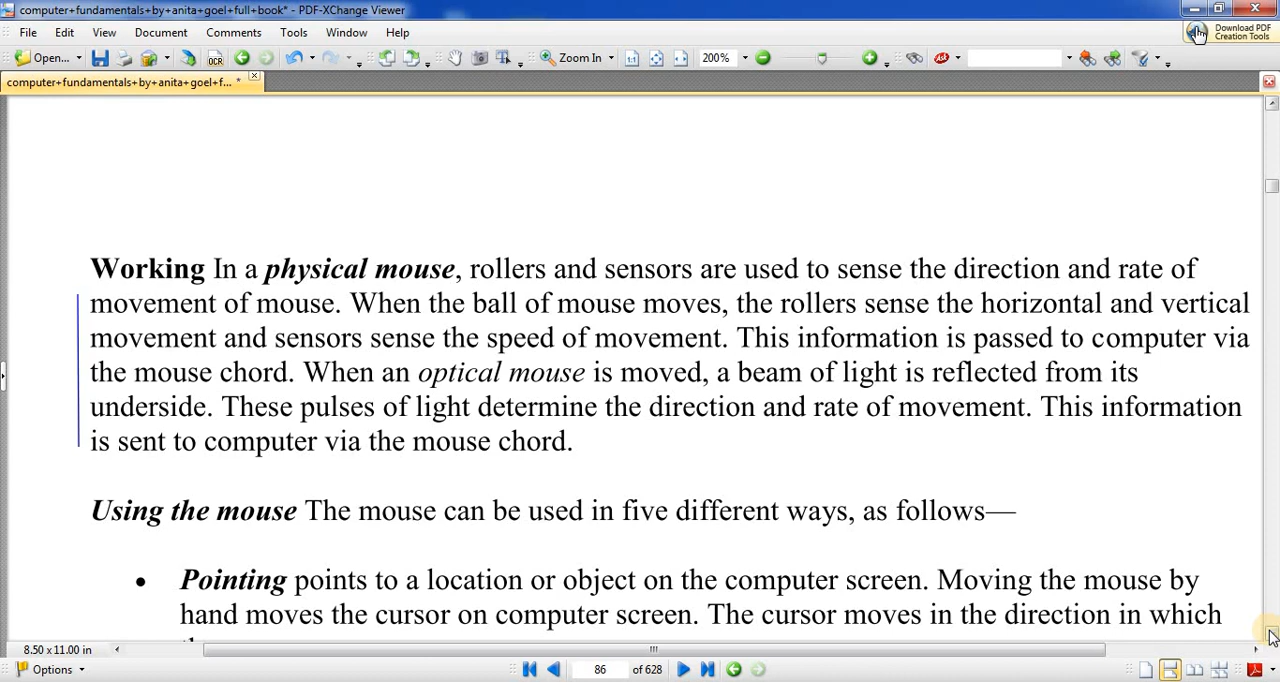 computer+fundamentals+by+anita+goel+full+book* - PDF-XChange Viewer
File Edit View Document Comments Tools Window Help
Download PDF
Creation Tools
Open... OCR Zoom In 200%
computer+fundamentals+by+anita+goel+f... *
Working In a physical mouse, rollers and sensors are used to sense the direction and rate of
movement of mouse. When the ball of mouse moves, the rollers sense the horizontal and vertical
movement and sensors sense the speed of movement. This information is passed to computer via
the mouse chord. When an optical mouse is moved, a beam of light is reflected from its
underside. These pulses of light determine the direction and rate of movement. This information
is sent to computer via the mouse chord.
Using the mouse The mouse can be used in five different ways, as follows—
• Pointing points to a location or object on the computer screen. Moving the mouse by
hand moves the cursor on computer screen. The cursor moves in the direction in which
8.50 x 11.00 in
Options 86 of 628